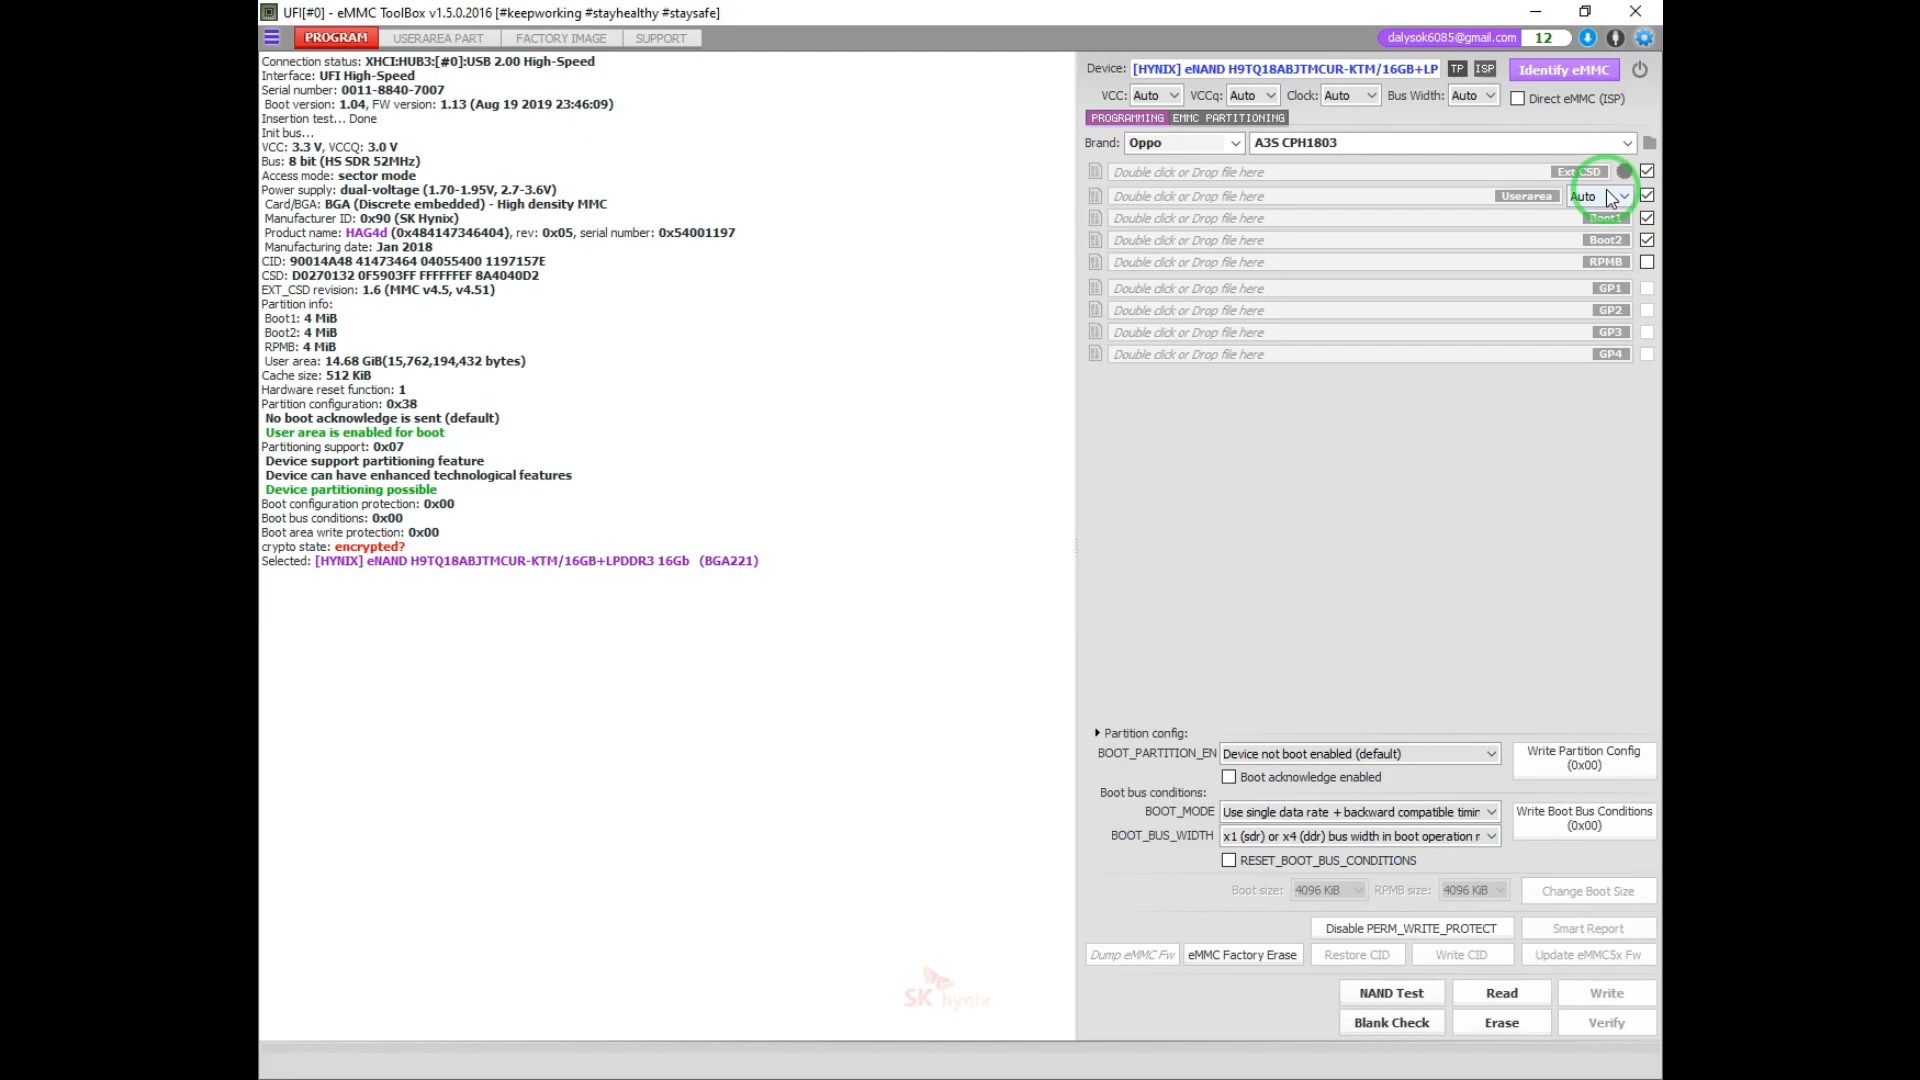 UFI[#0] - eMMC ToolBox v1.5.0.2016 [#keepworking #stayhealthy #staysafe]
PROGRAM USERAREA PART FACTORY IMAGE SUPPORT dalysok6085@gmail.com 12
Connection status: XHCI:HUB3:[#0]:USB 2.00 High-Speed
Interface: UFI High-Speed
Serial number: 0011-8840-7007
Boot version: 1.04, FW version: 1.13 (Aug 19 2019 23:46:09)
Insertion test... Done
Init bus...
VCC: 3.3 V, VCCQ: 3.0 V
Bus: 8 bit (HS SDR 52MHz)
Access mode: sector mode
Power supply: dual-voltage (1.70-1.95V, 2.7-3.6V)
Card/BGA: BGA (Discrete embedded) - High density MMC
Manufacturer ID: 0x90 (SK Hynix)
Product name: HAG4d (0x484147346404), rev: 0x05, serial number: 0x54001197
Manufacturing date: Jan 2018
CID: 90014A48 41473464 04055400 1197157E
CSD: D0270132 0F5903FF FFFFFFEF 8A4040D2
EXT_CSD revision: 1.6 (MMC v4.5, v4.51)
Partition info:
Boot1: 4 MiB
Boot2: 4 MiB
RPMB: 4 MiB
User area: 14.68 GiB(15,762,194,432 bytes)
Cache size: 512 KiB
Hardware reset function: 1
Partition configuration: 0x38
No boot acknowledge is sent (default)
User area is enabled for boot
Partitioning support: 0x07
Device support partitioning feature
Device can have enhanced technological features
Device partitioning possible
Boot configuration protection: 0x00
Boot bus conditions: 0x00
Boot area write protection: 0x00
crypto state: encrypted?
Selected: [HYNIX] eNAND H9TQ18ABJTMCUR-KTM/16GB+LPDDR3 16Gb (BGA221)
SK hynix
Device: [HYNIX] eNAND H9TQ18ABJTMCUR-KTM/16GB+LP TP ISP Identify eMMC
VCC: Auto VCCq: Auto Clock: Auto Bus Width: Auto Direct eMMC (ISP)
PROGRAMMING EMMC PARTITIONING
Brand: Oppo A3S CPH1803
Double click or Drop file here Ext CSD
Double click or Drop file here Userarea Auto
Double click or Drop file here Boot1
Double click or Drop file here Boot2
Double click or Drop file here RPMB
Double click or Drop file here GP1
Double click or Drop file here GP2
Double click or Drop file here GP3
Double click or Drop file here GP4
Partition config:
BOOT_PARTITION_EN Device not boot enabled (default) Write Partition Config
(0x00)
Boot acknowledge enabled
Boot bus conditions:
BOOT_MODE Use single data rate + backward compatible timin Write Boot Bus Conditions
(0x00)
BOOT_BUS_WIDTH x1 (sdr) or x4 (ddr) bus width in boot operation r
RESET_BOOT_BUS_CONDITIONS
Boot size: 4096 KiB RPMB size: 4096 KiB Change Boot Size
Disable PERM_WRITE_PROTECT Smart Report
Dump eMMC Fw eMMC Factory Erase Restore CID Write CID Update eMMC5x Fw
NAND Test Read Write
Blank Check Erase Verify